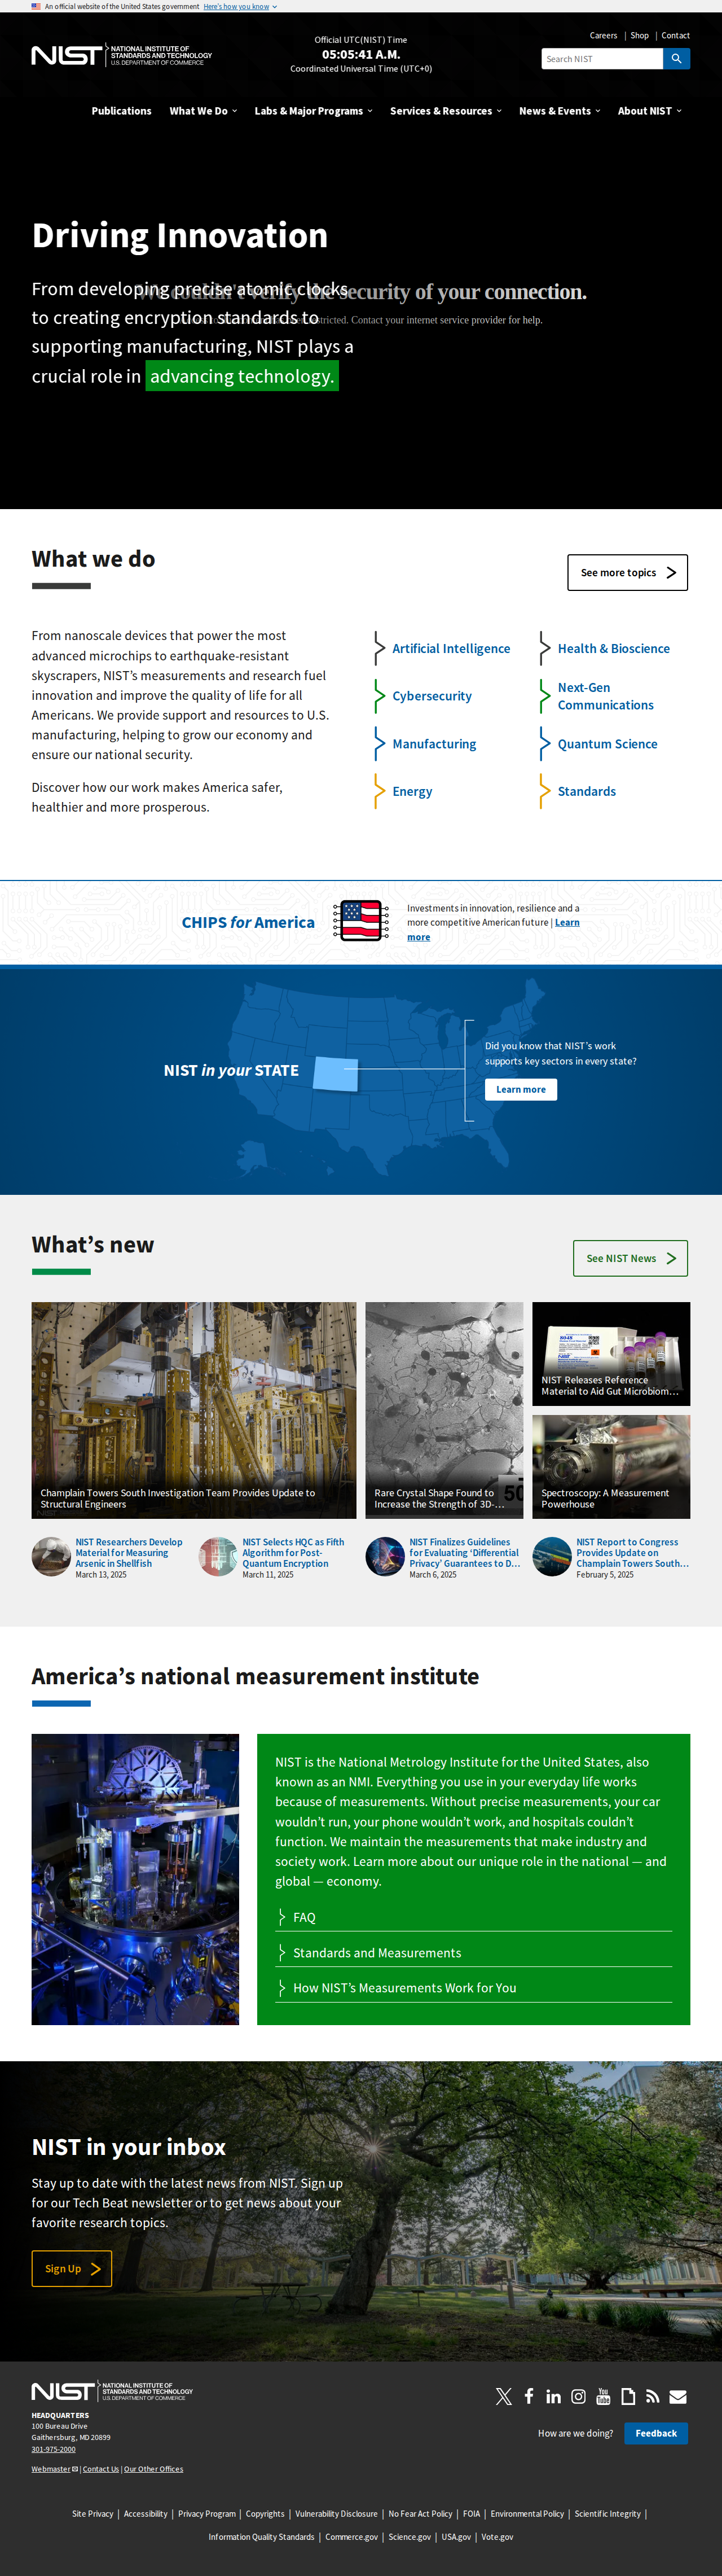 An official website of the United States government Here's how you know
NIST NATIONAL INSTITUTE OF
STANDARDS AND TECHNOLOGY
U.S. DEPARTMENT OF COMMERCE
Official UTC(NIST) Time
05:05:41 A.M.
Coordinated Universal Time (UTC+0)
Careers | Shop | Contact
Search NIST
Publications What We Do Labs & Major Programs Services & Resources News & Events About NIST
Driving Innovation
We couldn't verify the security of your connection.
restricted. Contact your internet service provider for help.
From developing precise atomic clocks
to creating encryption standards to
supporting manufacturing, NIST plays a
crucial role in advancing technology.
What we do
See more topics
From nanoscale devices that power the most
advanced microchips to earthquake-resistant
skyscrapers, NIST’s measurements and research fuel
innovation and improve the quality of life for all
Americans. We provide support and resources to U.S.
manufacturing, helping to grow our economy and
ensure our national security.
Discover how our work makes America safer,
healthier and more prosperous.
Artificial Intelligence
Health & Bioscience
Cybersecurity
Next-Gen
Communications
Manufacturing
Quantum Science
Energy
Standards
CHIPS for America
Investments in innovation, resilience and a
more competitive American future | Learn
more
NIST in your STATE
Did you know that NIST’s work
supports key sectors in every state?
Learn more
What’s new
See NIST News
Champlain Towers South Investigation Team Provides Update to
Structural Engineers
Rare Crystal Shape Found to
Increase the Strength of 3D-…
50
NIST Releases Reference
Material to Aid Gut Microbiom…
Spectroscopy: A Measurement
Powerhouse
NIST Researchers Develop
Material for Measuring
Arsenic in Shellfish
March 13, 2025
NIST Selects HQC as Fifth
Algorithm for Post-
Quantum Encryption
March 11, 2025
NIST Finalizes Guidelines
for Evaluating ‘Differential
Privacy’ Guarantees to D…
March 6, 2025
NIST Report to Congress
Provides Update on
Champlain Towers South…
February 5, 2025
America’s national measurement institute
NIST is the National Metrology Institute for the United States, also
known as an NMI. Everything you use in your everyday life works
because of measurements. Without precise measurements, your car
wouldn’t run, your phone wouldn’t work, and hospitals couldn’t
function. We maintain the measurements that make industry and
society work. Learn more about our unique role in the national — and
global — economy.
FAQ
Standards and Measurements
How NIST’s Measurements Work for You
NIST in your inbox
Stay up to date with the latest news from NIST. Sign up
for our Tech Beat newsletter or to get news about your
favorite research topics.
Sign Up
NIST NATIONAL INSTITUTE OF
STANDARDS AND TECHNOLOGY
U.S. DEPARTMENT OF COMMERCE
HEADQUARTERS
100 Bureau Drive
Gaithersburg, MD 20899
301-975-2000
Webmaster | Contact Us | Our Other Offices
You
Tube
How are we doing? Feedback
Site Privacy | Accessibility | Privacy Program | Copyrights | Vulnerability Disclosure | No Fear Act Policy | FOIA | Environmental Policy | Scientific Integrity |
Information Quality Standards | Commerce.gov | Science.gov | USA.gov | Vote.gov